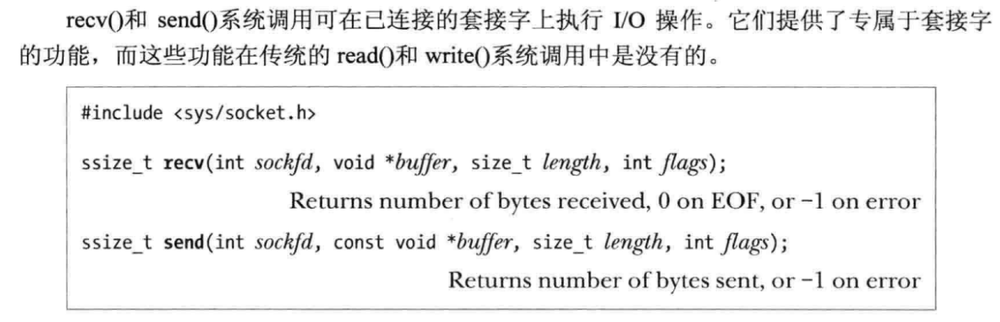 recv()和 send()系统调用可在已连接的套接字上执行 I/O 操作。它们提供了专属于套接字
的功能，而这些功能在传统的 read()和 write()系统调用中是没有的。
#include <sys/socket.h>
ssize_t recv(int sockfd, void *buffer, size_t length, int flags);
Returns number of bytes received, 0 on EOF, or −1 on error
ssize_t send(int sockfd, const void *buffer, size_t length, int flags);
Returns number of bytes sent, or −1 on error